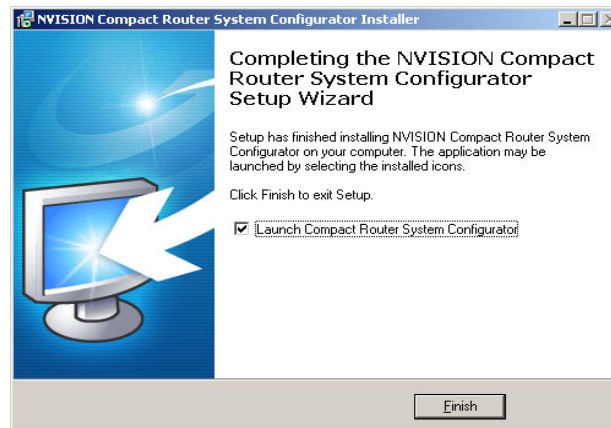 NVISION Compact Router System Configurator Installer
Completing the NVISION Compact
Router System Configurator
Setup Wizard
Setup has finished installing NVISION Compact Router System
Configurator on your computer. The application may be
launched by selecting the installed icons.
Click Finish to exit Setup.
Launch Compact Router System Configurator
Finish